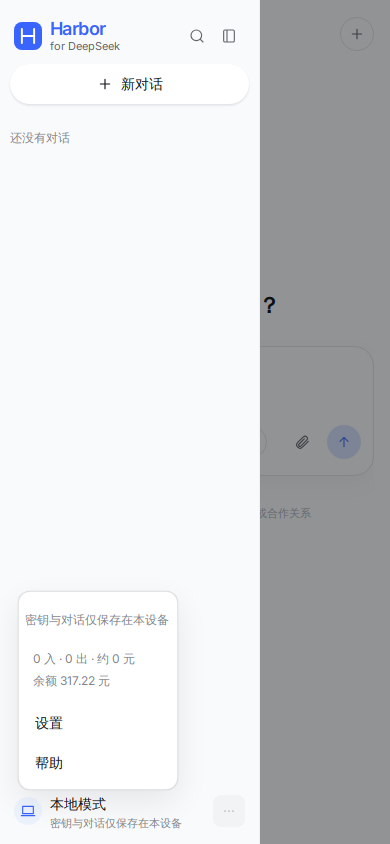 Harbor
for DeepSeek
新对话
还没有对话
？
或合作关系
密钥与对话仅保存在本设备
0 入 · 0 出 · 约 0 元
余额 317.22 元
设置
帮助
本地模式
密钥与对话仅保存在本设备